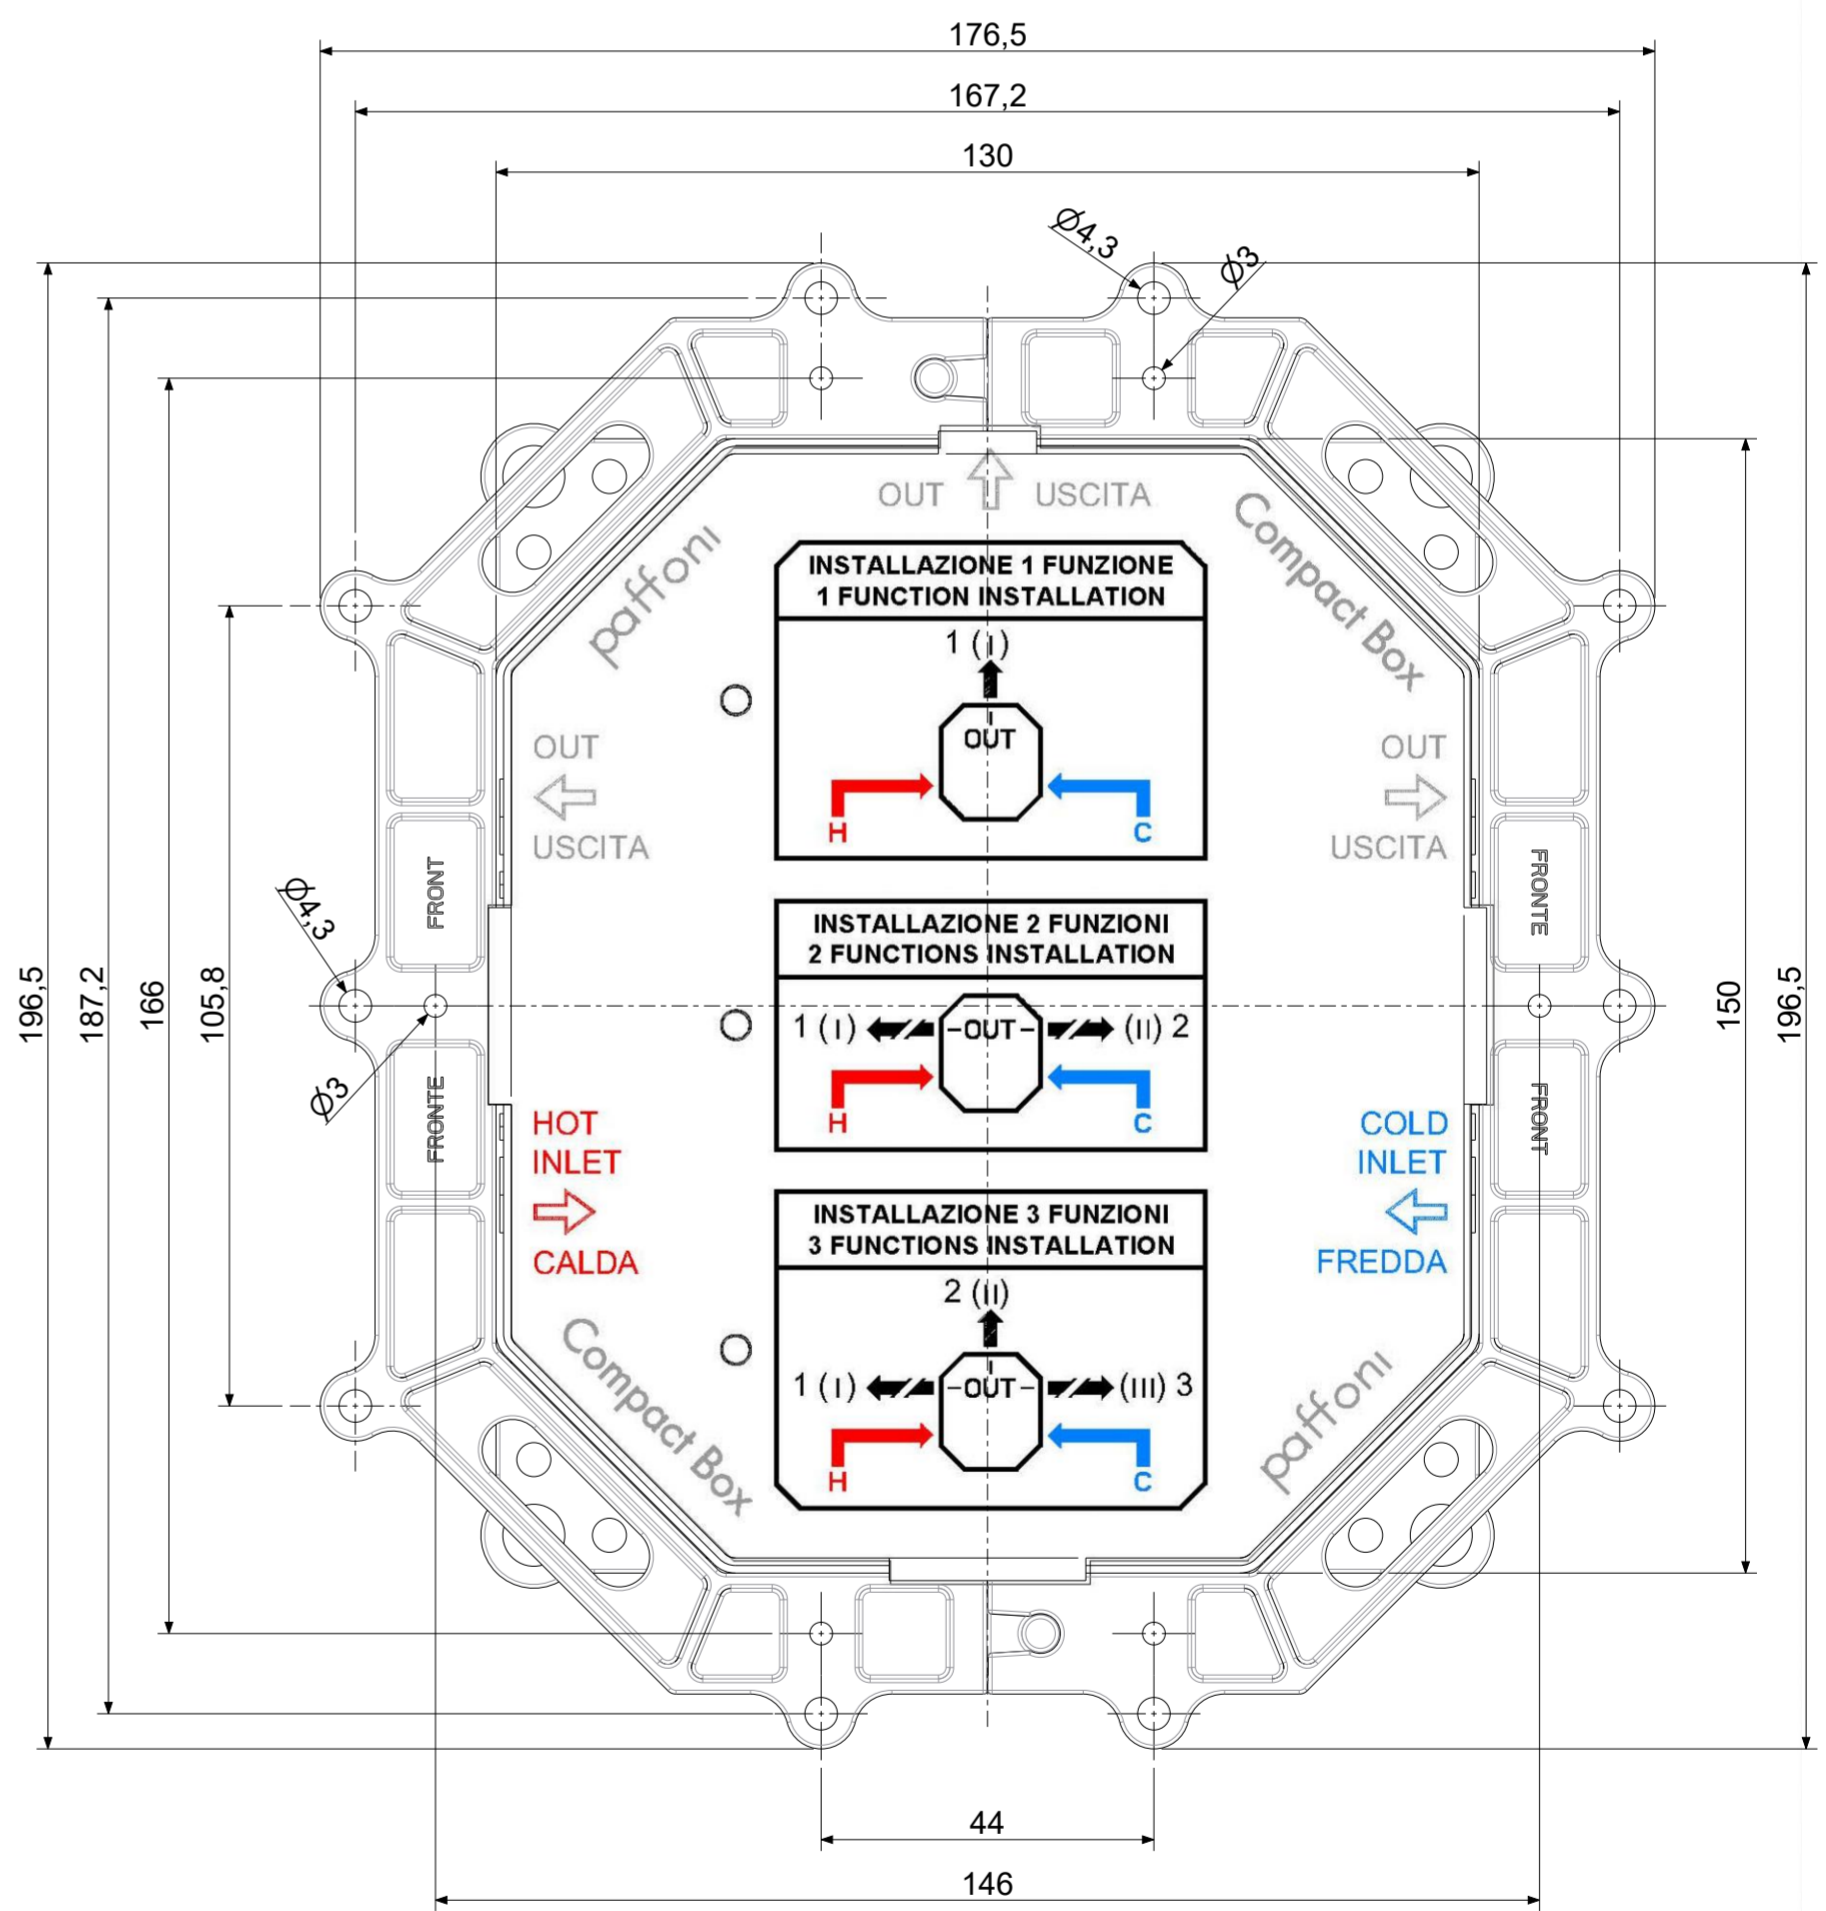 176,5
167,2
130
Ø4,3
Ø3
OUT USCITA
paffoni
Compact Box
INSTALLAZIONE 1 FUNZIONE
1 FUNCTION INSTALLATION
1 (I)
OUT
H
C
OUT
USCITA
OUT
USCITA
FRONT
FRONTE
Ø4,3
Ø3
196,5
187,2
166
105,8
150
196,5
INSTALLAZIONE 2 FUNZIONI
2 FUNCTIONS INSTALLATION
1 (I)
-OUT-
(II) 2
H
C
FRONTE
FRONT
HOT
INLET
CALDA
COLD
INLET
FREDDA
INSTALLAZIONE 3 FUNZIONI
3 FUNCTIONS INSTALLATION
2 (II)
1 (I)
-OUT-
(III) 3
H
C
Compact Box
paffoni
44
146